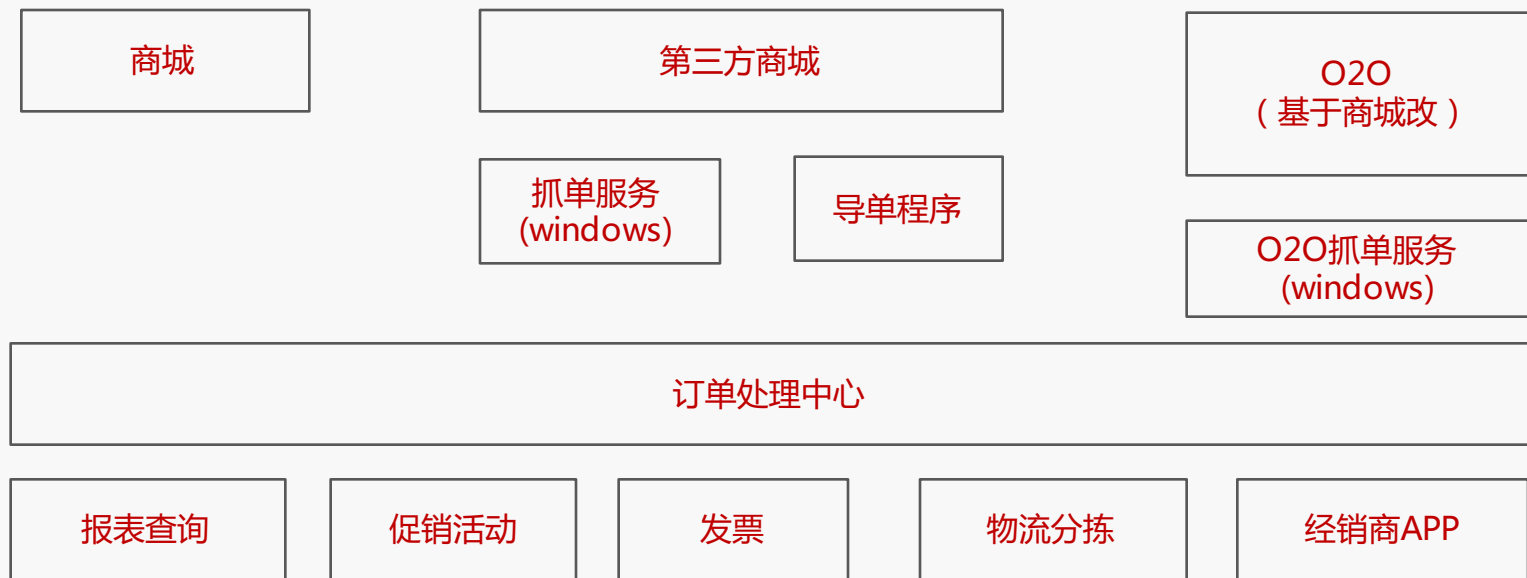 商城
第三方商城
O2O
（基于商城改）
抓单服务
(windows)
导单程序
O2O抓单服务
(windows)
订单处理中心
报表查询
促销活动
发票
物流分拣
经销商APP